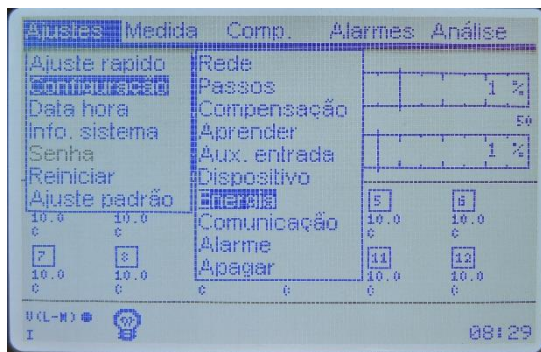 Ajustes Medida Comp. Alarmes Análise
Ajuste rapido
Configuração
Data hora
Info. sistema
Senha
Reiniciar
Ajuste padrão
Rede
Passos
Compensação
Aprender
Aux. entrada
Dispositivo
Energia
Comunicação
Alarme
Apagar
1 %
50
1 %
5 6
10.0 10.0 10.0 10.0
C C C C
7 8 11 12
10.0 10.0 10.0 10.0
C C C C C C
U(L-N)
I
08:29